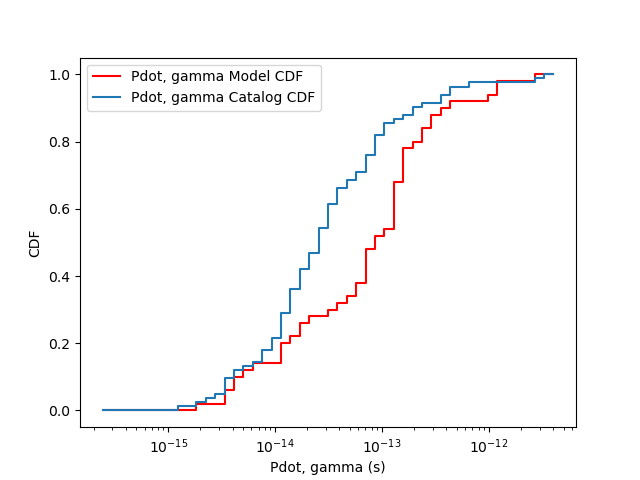 Pdot, gamma Model CDF
Pdot, gamma Catalog CDF
CDF
1.0
0.8
0.6
0.4
0.2
0.0
10⁻¹⁵ 10⁻¹⁴ 10⁻¹³ 10⁻¹²
Pdot, gamma (s)